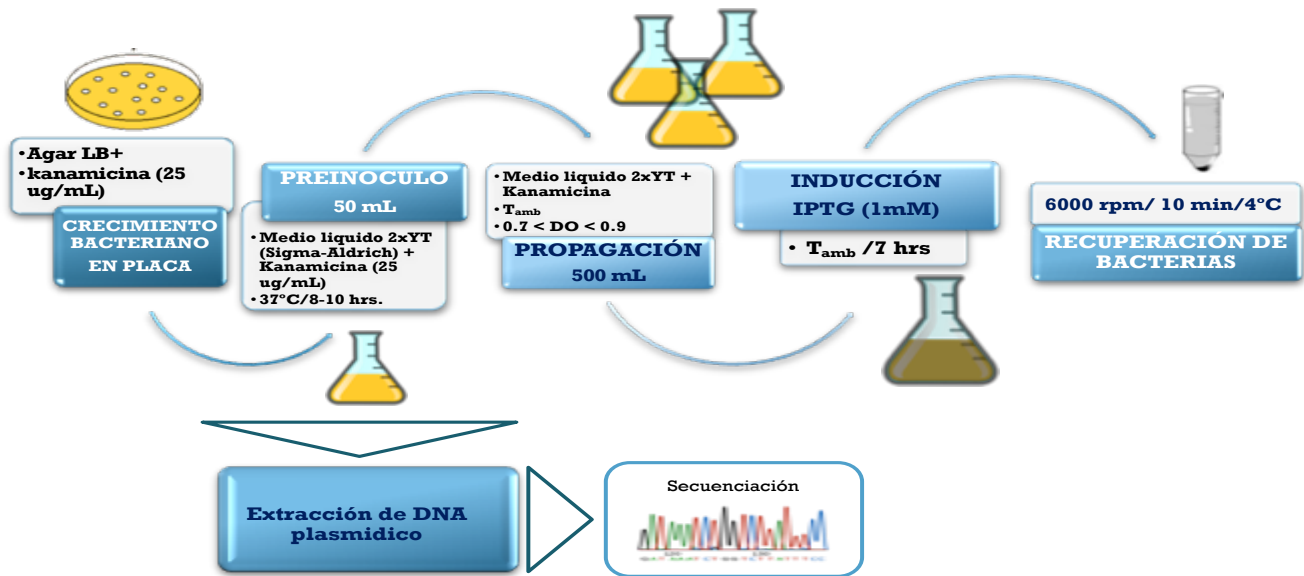 •Agar LB+
•kanamicina (25
ug/mL)
CRECIMIENTO
BACTERIANO
EN PLACA
PREINOCULO
50 mL
•Medio liquido 2xYT
(Sigma-Aldrich) +
Kanamicina (25
ug/mL)
•37°C/8-10 hrs.
•Medio liquido 2xYT +
Kanamicina
•Tamb
•0.7 < DO < 0.9
PROPAGACIÓN
500 mL
INDUCCIÓN
IPTG (1mM)
• Tamb /7 hrs
6000 rpm/ 10 min/4°C
RECUPERACIÓN DE
BACTERIAS
Extracción de DNA
plasmidico
Secuenciación